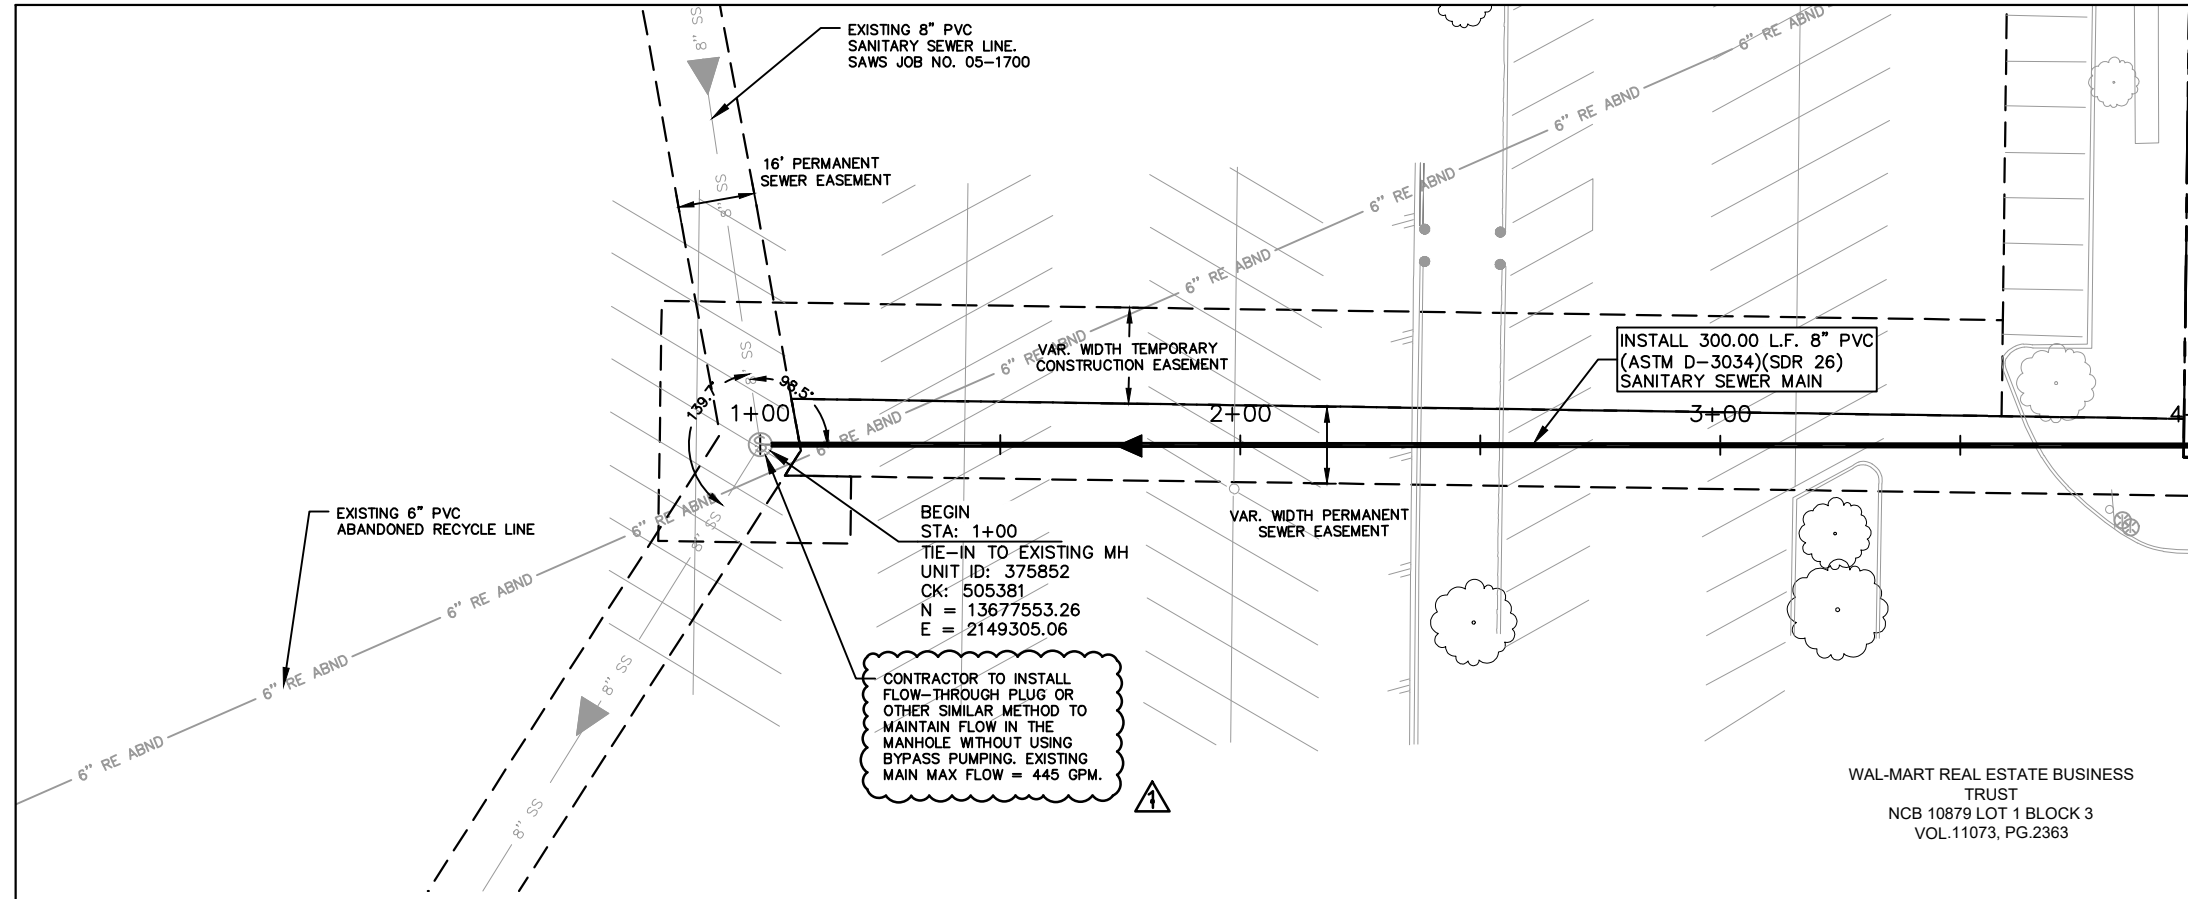 EXISTING 8" PVC
SANITARY SEWER LINE.
SAWS JOB NO. 05-1700
8" SS
16' PERMANENT
SEWER EASEMENT
8" SS
6" RE ABND
6" RE ABND
6" RE ABND
6" RE ABND
6" RE ABND
6" RE ABND
6" RE ABND
6" RE ABND
6" RE ABND
6" RE ABND
VAR. WIDTH TEMPORARY
CONSTRUCTION EASEMENT
INSTALL 300.00 L.F. 8" PVC
(ASTM D-3034)(SDR 26)
SANITARY SEWER MAIN
8" SS
139.7°
98.5°
1+00
2+00
3+00
4
EXISTING 6" PVC
ABANDONED RECYCLE LINE
BEGIN
STA: 1+00
TIE-IN TO EXISTING MH
UNIT ID: 375852
CK: 505381
N = 13677553.26
E = 2149305.06
VAR. WIDTH PERMANENT
SEWER EASEMENT
8" SS
8" SS
8" SS
CONTRACTOR TO INSTALL
FLOW-THROUGH PLUG OR
OTHER SIMILAR METHOD TO
MAINTAIN FLOW IN THE
MANHOLE WITHOUT USING
BYPASS PUMPING. EXISTING
MAIN MAX FLOW = 445 GPM.
1
WAL-MART REAL ESTATE BUSINESS
TRUST
NCB 10879 LOT 1 BLOCK 3
VOL.11073, PG.2363